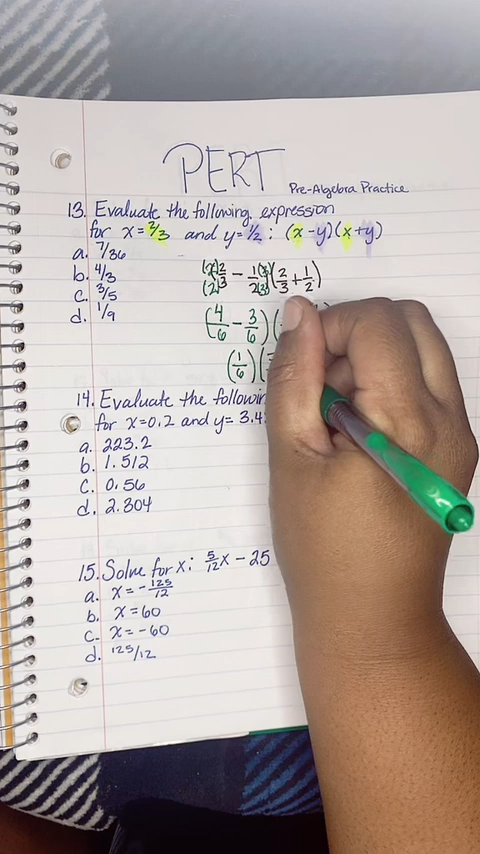 PERT
Pre-Algebra Practice
13. Evaluate the following expression
for x=2/3 and y=1/2: (x-y)(x+y)
a. 7/36
b. 4/3
c. 3/5
d. 1/9
(2)2/(2)3 - 1(3)/2(3) (2/3 + 1/2)
(4/6 - 3/6)(
(1/6)(
14. Evaluate the
for x=0.2 and y= 3.4
a. 223.2
b. 1.512
c. 0.56
d. 2.304
15. Solve for x: 5/12x - 25
a. x= -125/12
b. x=60
c. x= -60
d. 125/12